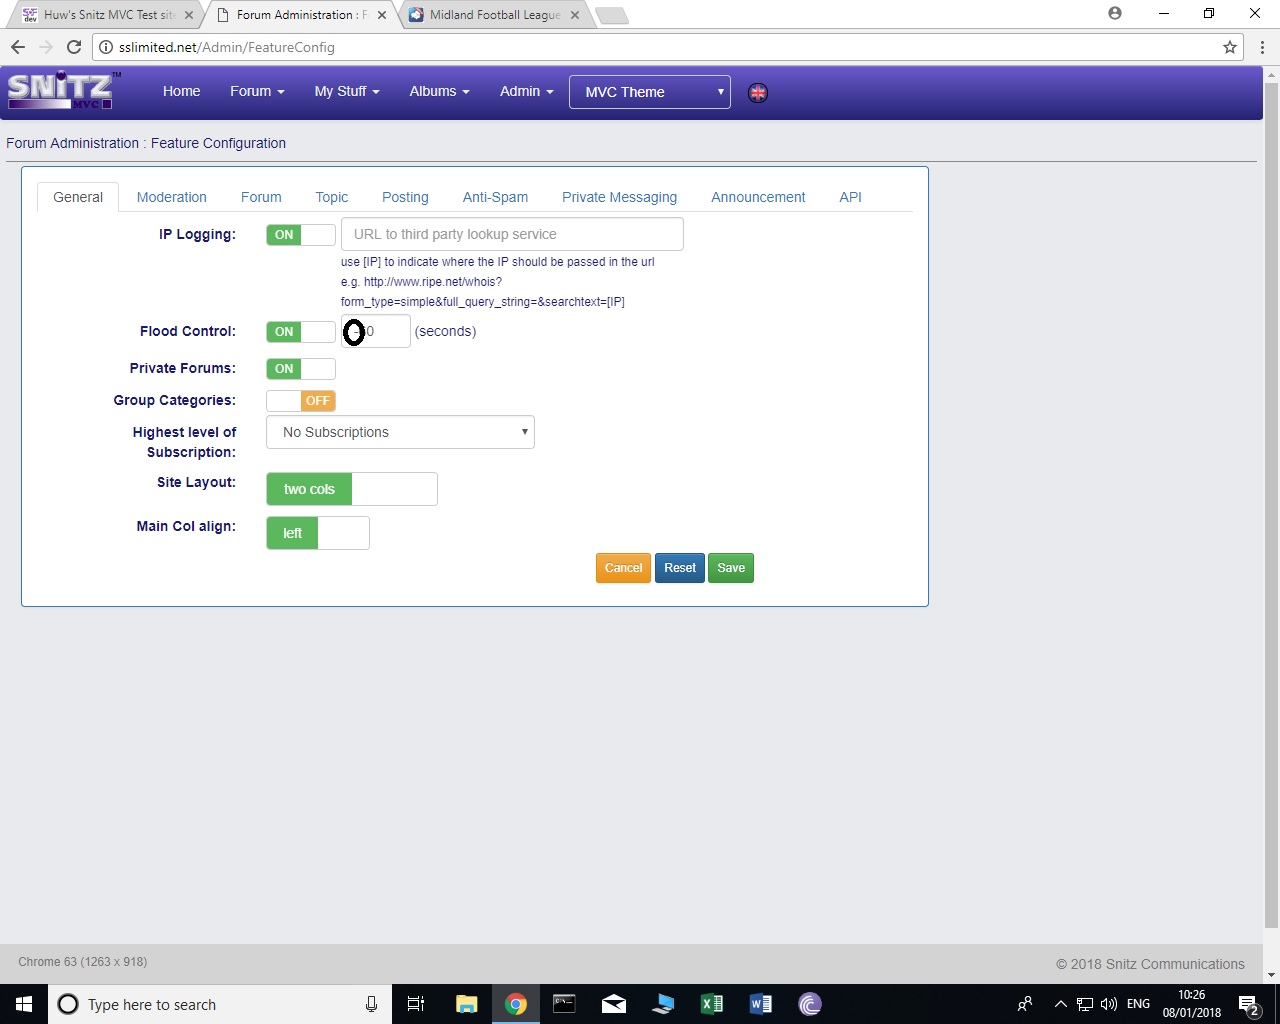 Huw's Snitz MVC Test sit
Forum Administration : F
Midland Football League
sslimited.net/Admin/FeatureConfig
SNITZ™
MVC
Home
Forum
My Stuff
Albums
Admin
MVC Theme
Forum Administration : Feature Configuration
General
Moderation
Forum
Topic
Posting
Anti-Spam
Private Messaging
Announcement
API
IP Logging:
ON
URL to third party lookup service
use [IP] to indicate where the IP should be passed in the url
e.g. http://www.ripe.net/whois?
form_type=simple&full_query_string=&searchtext=[IP]
Flood Control:
ON
(seconds)
Private Forums:
ON
Group Categories:
OFF
Highest level of
Subscription:
No Subscriptions
Site Layout:
two cols
Main Col align:
left
Cancel
Reset
Save
Chrome 63 (1263 x 918)
© 2018 Snitz Communications
Type here to search
ENG
10:26
08/01/2018
2